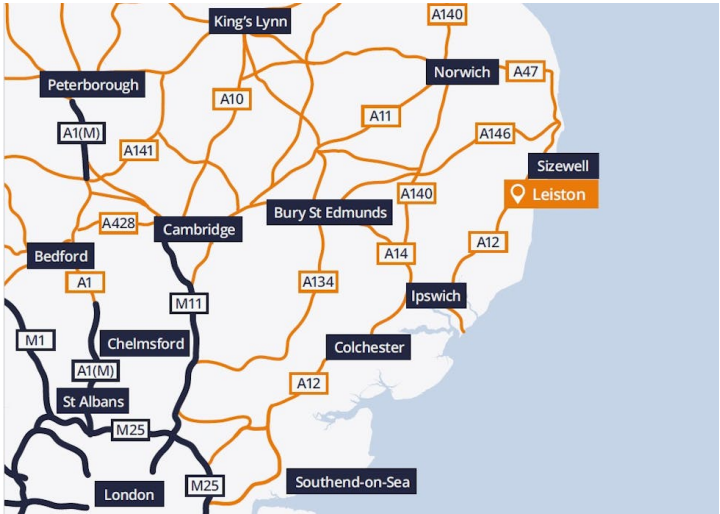 A140
King's Lynn
Norwich
A47
Peterborough
A10
A11
A1(M)
A146
A141
Sizewell
Leiston
A140
Bury St Edmunds
A428
Cambridge
A12
A14
Bedford
A1
A134
Ipswich
M11
M1
Chelmsford
Colchester
A1(M)
A12
St Albans
M25
Southend-on-Sea
M25
London